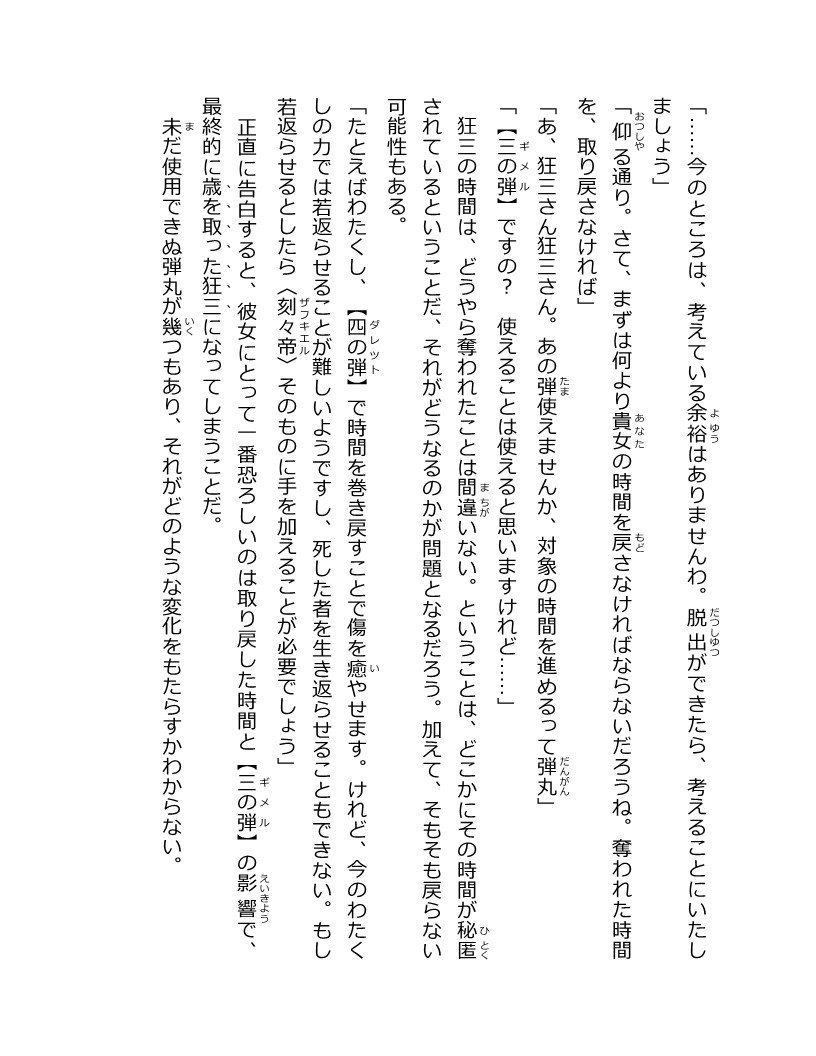 「……今のところは、考えている余裕はありませんわ。脱出ができたら、考えることにいたし
ましょう」
「仰る通り。さて、まずは何より貴女の時間を戻さなければならないだろうね。奪われた時間
を、取り戻さなければ」
「あ、狂三さん狂三さん。あの弾使えませんか、対象の時間を進めるって弾丸」
「【三の弾】ですの？　使えることは使えると思いますけれど……」
　狂三の時間は、どうやら奪われたことは間違いない。ということは、どこかにその時間が秘匿
されているということだ、それがどうなるのかが問題となるだろう。加えて、そもそも戻らない
可能性もある。
「たとえばわたくし、【四の弾】で時間を巻き戻すことで傷を癒やせます。けれど、今のわたく
しの力では若返らせることが難しいようですし、死した者を生き返らせることもできない。もし
若返らせるとしたら〈刻々帝〉そのものに手を加えることが必要でしょう」
　正直に告白すると、彼女にとって一番恐ろしいのは取り戻した時間と【三の弾】の影響で、
最終的に歳を取った狂三になってしまうことだ。
　未だ使用できぬ弾丸が幾つもあり、それがどのような変化をもたらすかわからない。